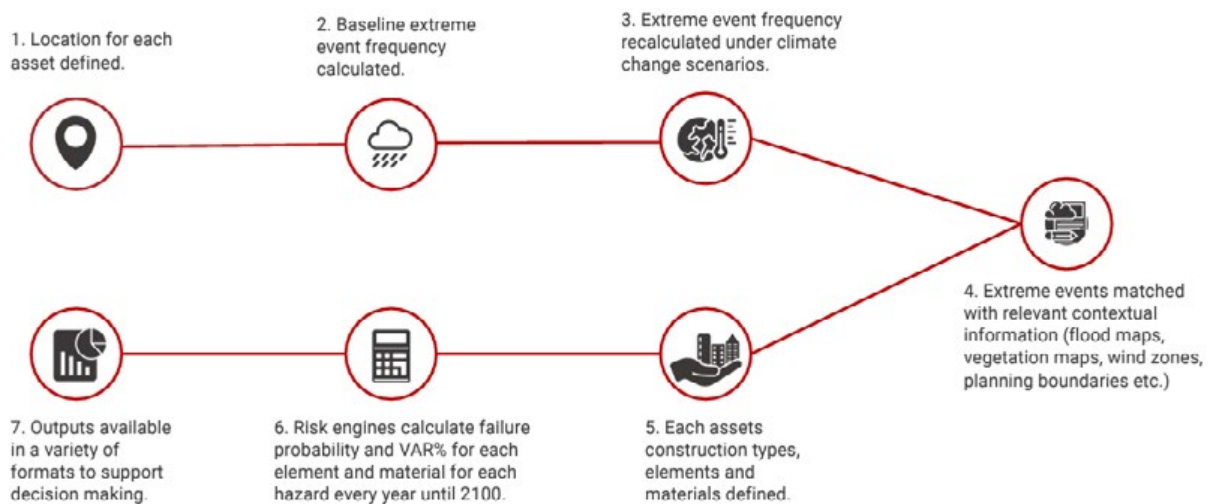 1. Location for each
asset defined.
2. Baseline extreme
event frequency
calculated.
3. Extreme event frequency
recalculated under climate
change scenarios.
4. Extreme events matched
with relevant contextual
information (flood maps,
vegetation maps, wind zones,
planning boundaries etc.)
5. Each assets
construction types,
elements and
materials defined.
6. Risk engines calculate failure
probability and VAR% for each
element and material for each
hazard every year until 2100.
7. Outputs available
in a variety of
formats to support
decision making.